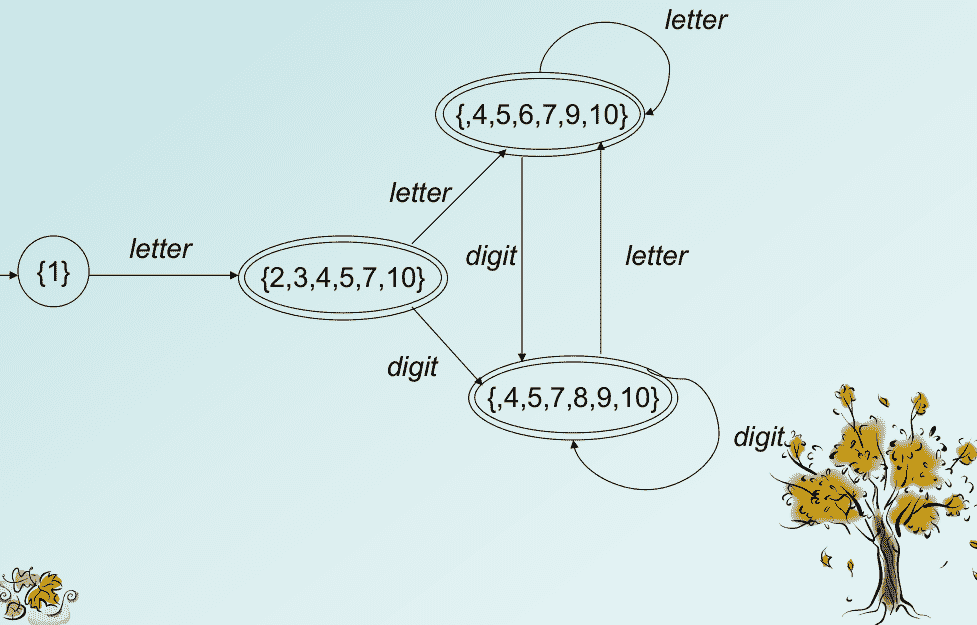 letter
{,4,5,6,7,9,10}
letter
letter
digit
letter
{1}
{2,3,4,5,7,10}
digit
{,4,5,7,8,9,10}
digit